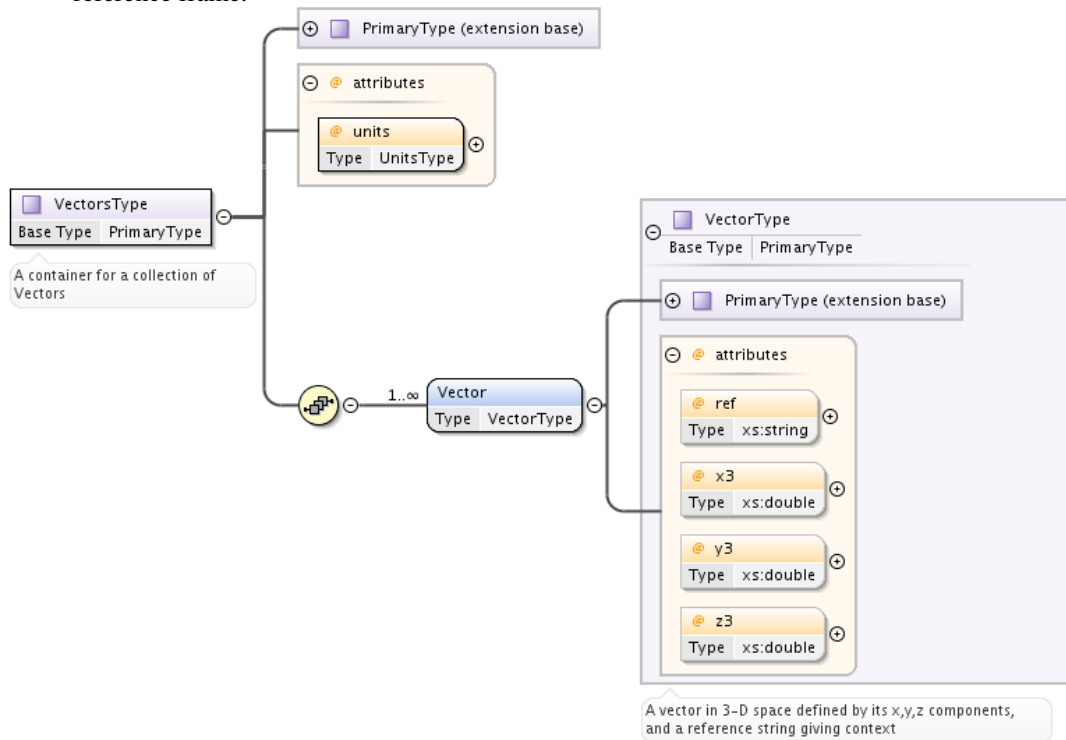 reference frame.
PrimaryType (extension base)
@ attributes
@ units
Type UnitsType
VectorsType
Base Type PrimaryType
A container for a collection of
Vectors
VectorType
Base Type PrimaryType
PrimaryType (extension base)
@ attributes
1..∞
Vector
Type VectorType
@ ref
Type xs:string
@ x3
Type xs:double
@ y3
Type xs:double
@ z3
Type xs:double
A vector in 3-D space defined by its x,y,z components,
and a reference string giving context